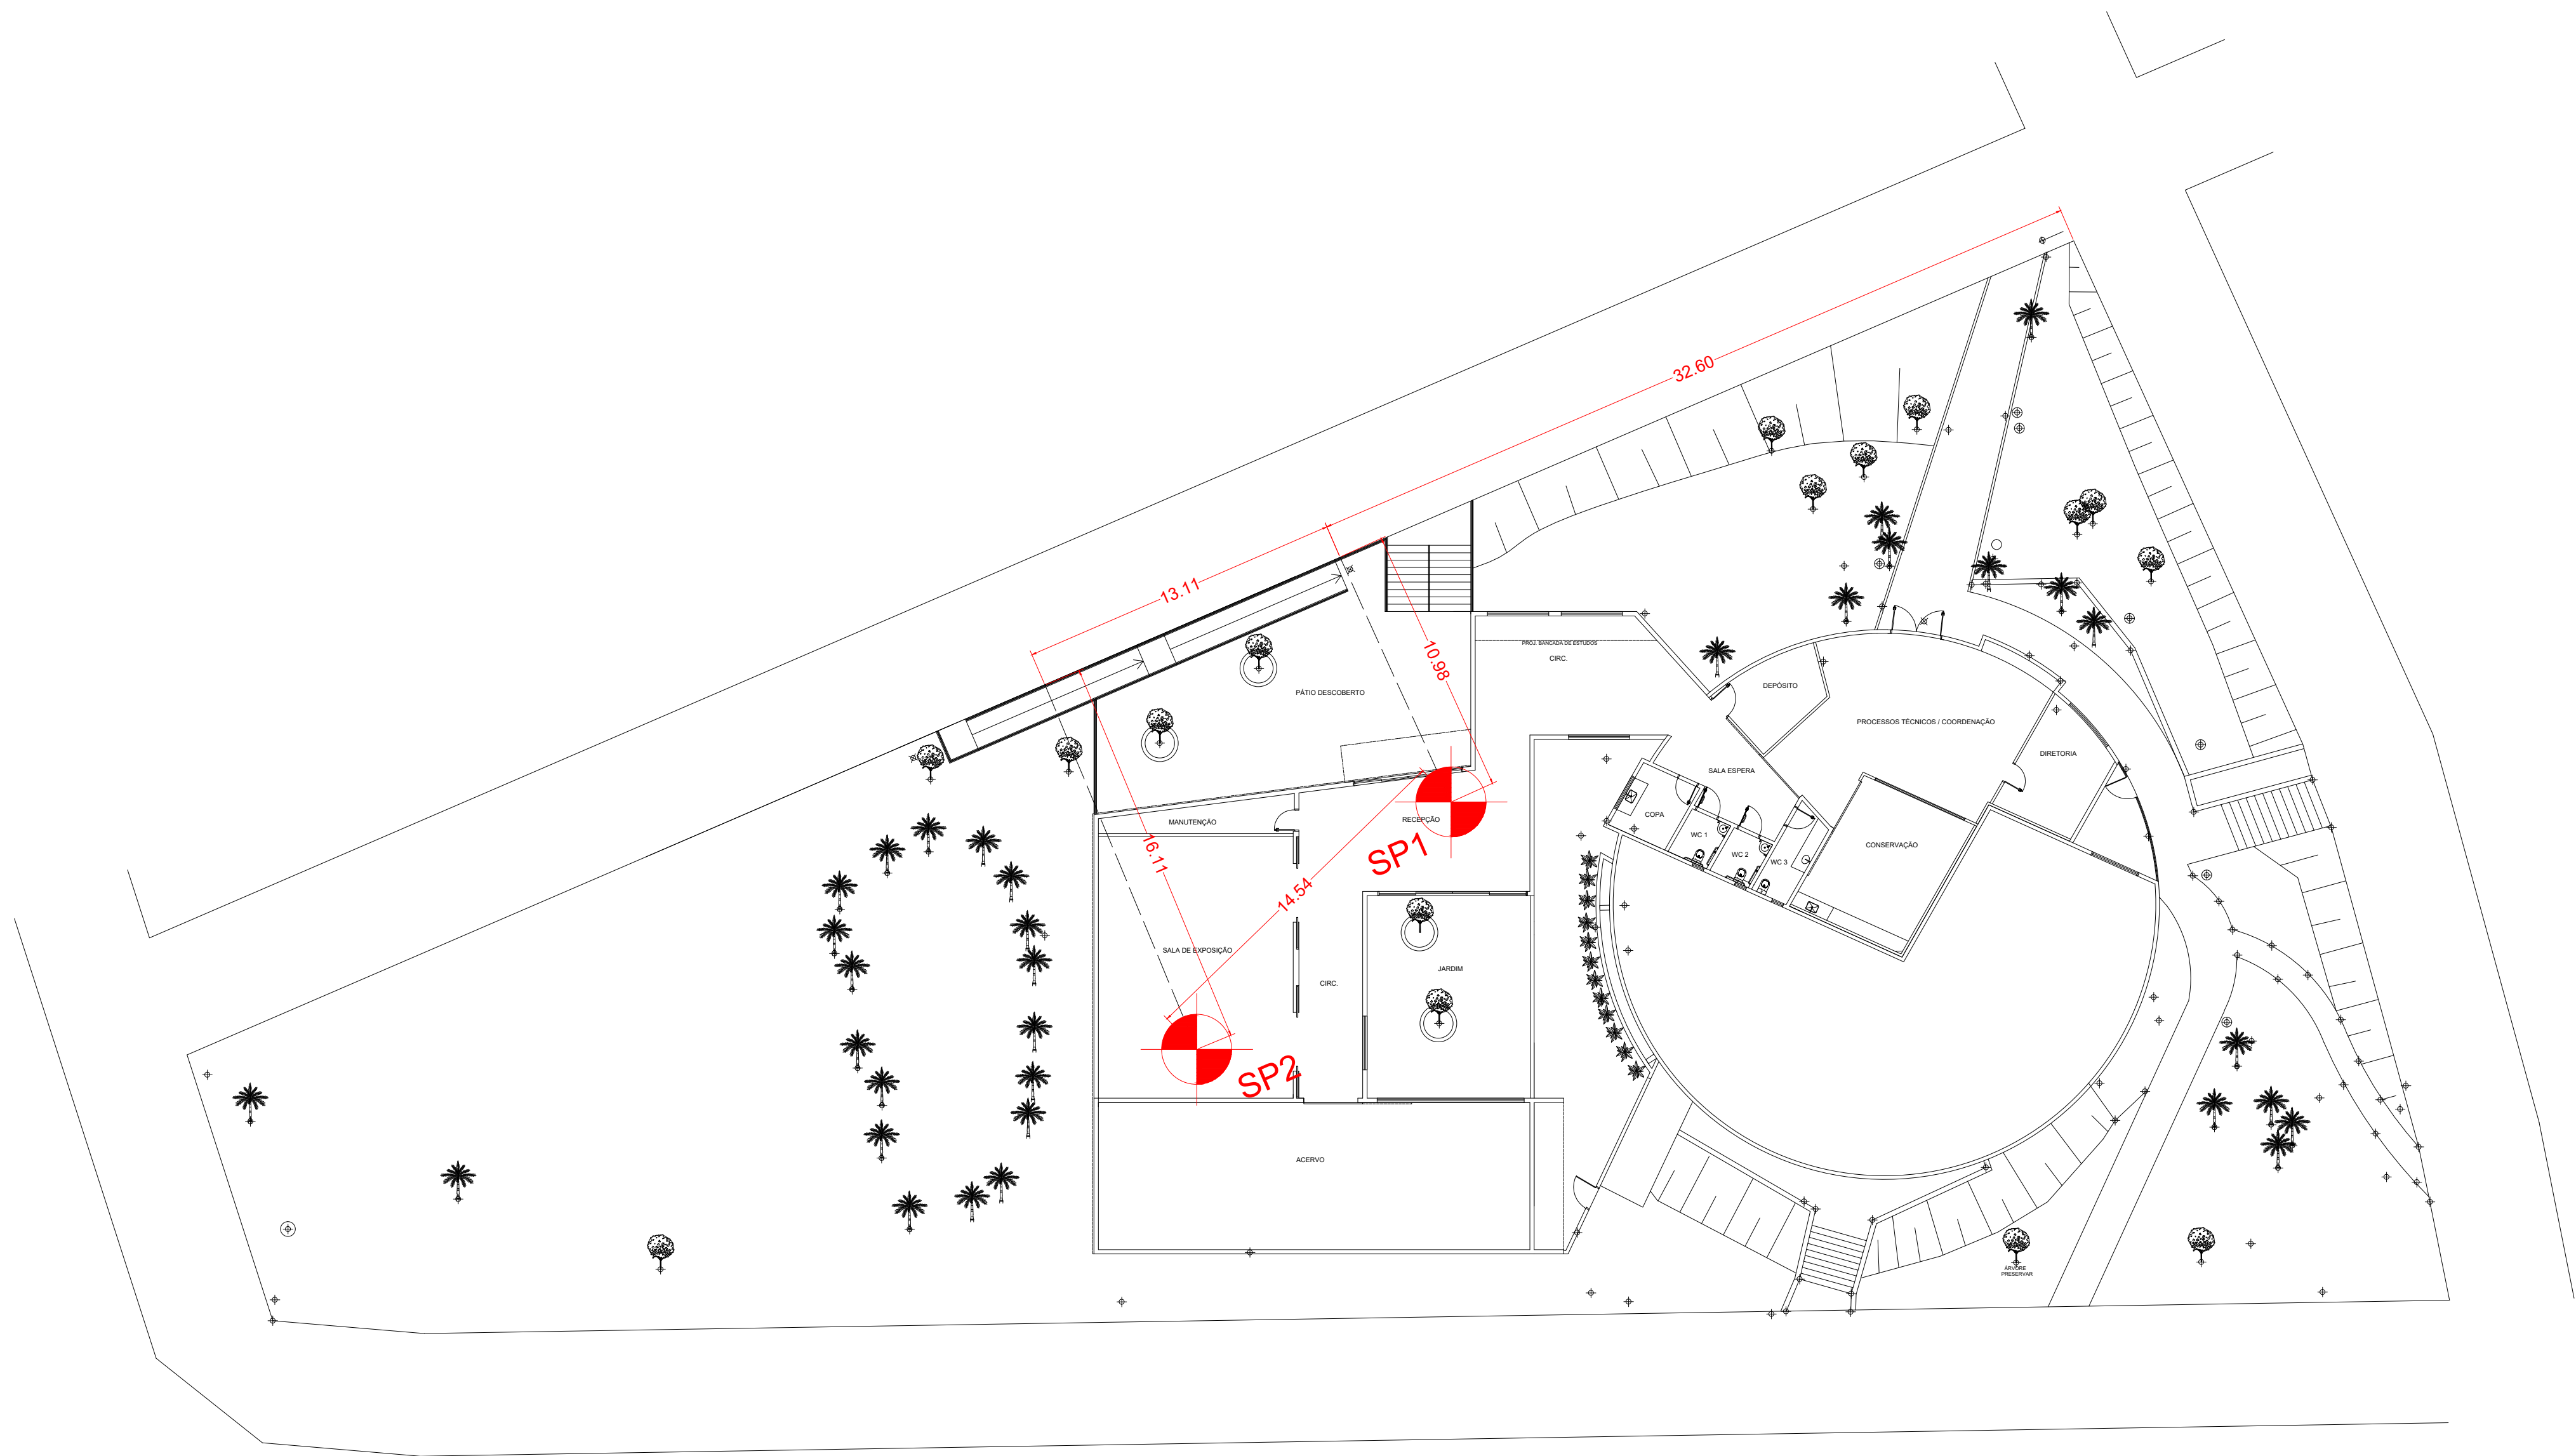 32.60
13.11
10.98
PROJ. BANCADA DE ESTUDOS
CIRC.
DEPÓSITO
PÁTIO DESCOBERTO
PROCESSOS TÉCNICOS / COORDENAÇÃO
DIRETORIA
SALA ESPERA
COPA
MANUTENÇÃO
RECEPÇÃO
WC 1
WC 2
WC 3
CONSERVAÇÃO
16.11
SP1
14.54
SALA DE EXPOSIÇÃO
JARDIM
CIRC.
SP2
ACERVO
ÁRVORE
PRESERVAR